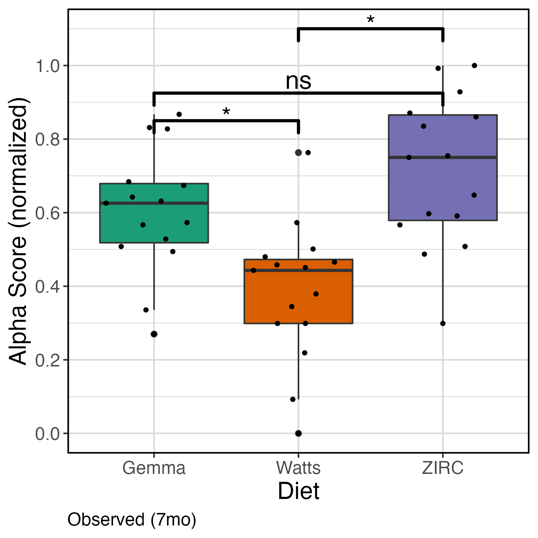 *
ns
*
Alpha Score (normalized)
1.0
0.8
0.6
0.4
0.2
0.0
Gemma Watts ZIRC
Diet
Observed (7mo)